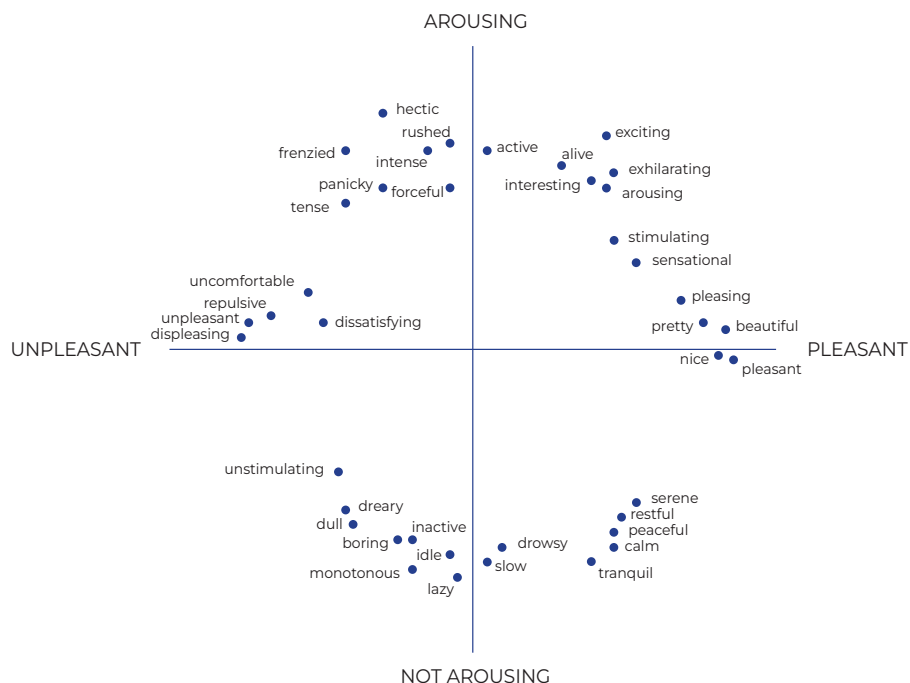 AROUSING
hectic
rushed
exciting
active
frenzied
intense
alive
exhilarating
panicky
forceful
interesting
arousing
tense
stimulating
sensational
uncomfortable
pleasing
repulsive
unpleasant
dissatisfying
pretty
beautiful
displeasing
UNPLEASANT
PLEASANT
nice
pleasant
unstimulating
serene
dreary
restful
dull
inactive
peaceful
boring
drowsy
calm
idle
slow
monotonous
tranquil
lazy
NOT AROUSING